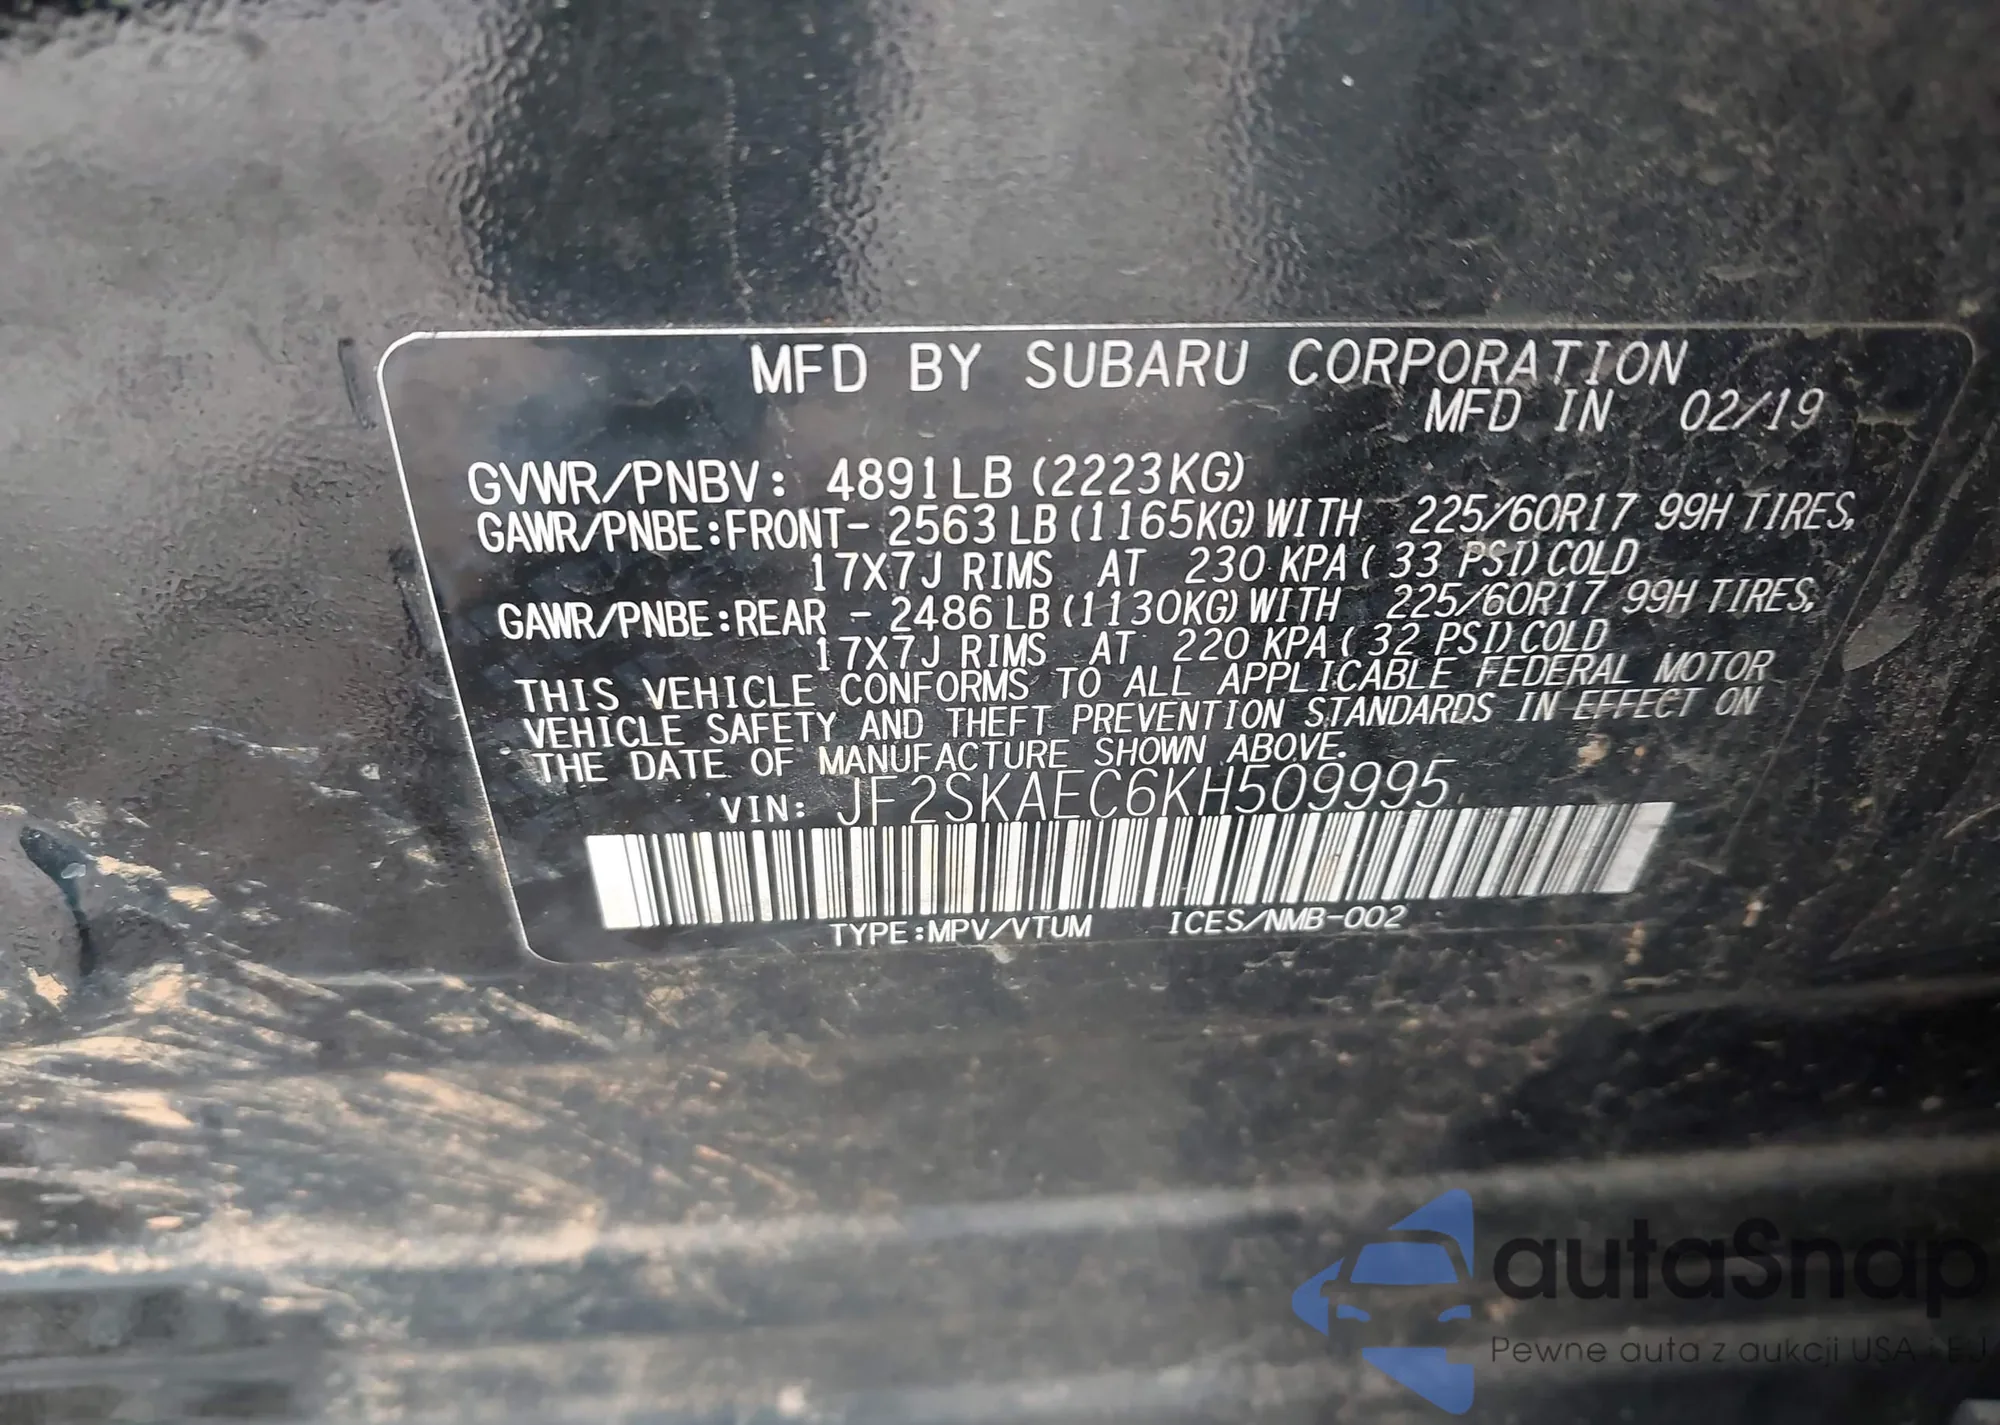 MFD BY SUBARU CORPORATION
MFD IN 02/19
GVWR/PNBV: 4891LB (2223KG)
GAWR/PNBE:FRONT- 2563 LB (1165KG) WITH 225/60R17 99H TIRES,
17X7J RIMS AT 230 KPA ( 33 PSI) COLD
GAWR/PNBE:REAR - 2486 LB (1130KG) WITH 225/60R17 99H TIRES,
17X7J RIMS AT 220 KPA ( 32 PSI) COLD
THIS VEHICLE CONFORMS TO ALL APPLICABLE FEDERAL MOTOR
VEHICLE SAFETY AND THEFT PREVENTION STANDARDS IN EFFECT ON
THE DATE OF MANUFACTURE SHOWN ABOVE.
VIN: JF2SKAEC6KH509995
TYPE:MPV/VTUM ICES/NMB-002
autaSnap
Pewne auta z aukcji USA i